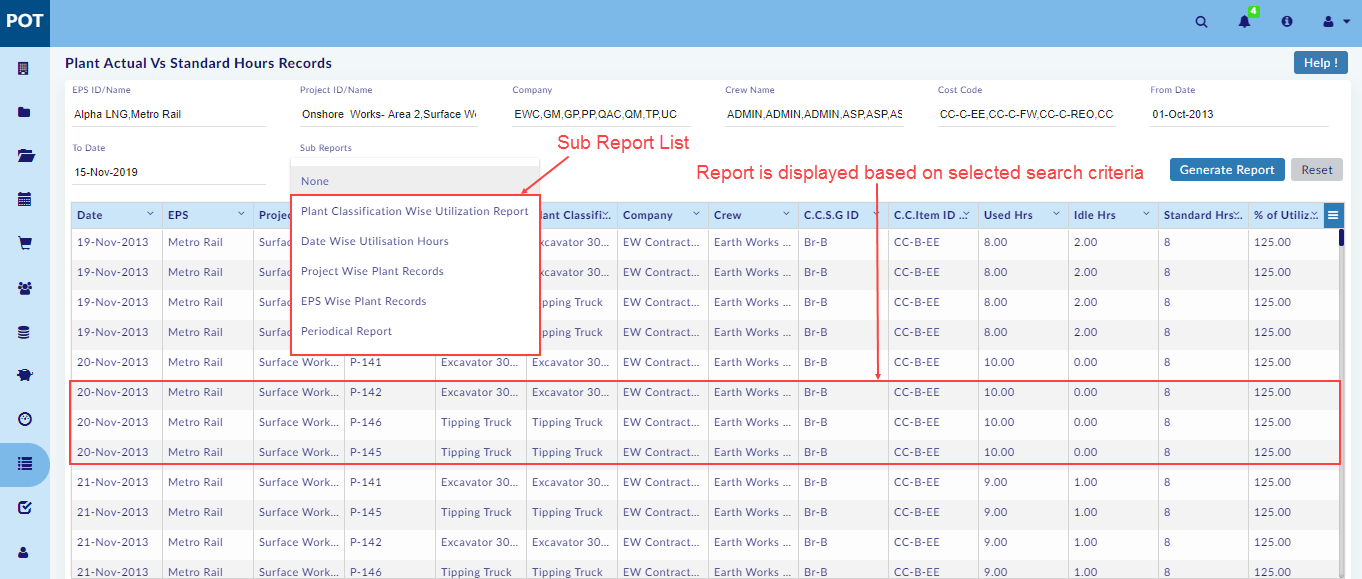 POT
4
Plant Actual Vs Standard Hours Records
Help !
EPS ID/Name Project ID/Name Company Crew Name Cost Code From Date
Alpha LNG,Metro Rail Onshore Works- Area 2,Surface W EWC,GM,GP,PP,QAC,QM,TP,UC ADMIN,ADMIN,ADMIN,ASP,ASP,AS CC-C-EE,CC-C-FW,CC-C-REO,CC 01-Oct-2013
To Date Sub Reports
Sub Report List
15-Nov-2019
Report is displayed based on selected search criteria
Generate Report Reset
None
Plant Classification Wise Utilization Report
Date Wise Utilisation Hours
Project Wise Plant Records
EPS Wise Plant Records
Periodical Report
Date EPS Projec lant Classifi... Company Crew C.C.S.G ID C.C.Item ID ... Used Hrs Idle Hrs Standard Hrs... % of Utiliz...
19-Nov-2013 Metro Rail Surfac xcavator 30... EW Contract... Earth Works ... Br-B CC-B-EE 8.00 2.00 8 125.00
19-Nov-2013 Metro Rail Surfac xcavator 30... EW Contract... Earth Works ... Br-B CC-B-EE 8.00 2.00 8 125.00
19-Nov-2013 Metro Rail Surfac ipping Truck EW Contract... Earth Works ... Br-B CC-B-EE 8.00 2.00 8 125.00
19-Nov-2013 Metro Rail Surfac ipping Truck EW Contract... Earth Works ... Br-B CC-B-EE 8.00 2.00 8 125.00
20-Nov-2013 Metro Rail Surface Work... P-141 Excavator 30... Excavator 30... EW Contract... Earth Works ... Br-B CC-B-EE 10.00 0.00 8 125.00
20-Nov-2013 Metro Rail Surface Work... P-142 Excavator 30... Excavator 30... EW Contract... Earth Works ... Br-B CC-B-EE 10.00 0.00 8 125.00
20-Nov-2013 Metro Rail Surface Work... P-146 Tipping Truck Tipping Truck EW Contract... Earth Works ... Br-B CC-B-EE 10.00 0.00 8 125.00
20-Nov-2013 Metro Rail Surface Work... P-145 Tipping Truck Tipping Truck EW Contract... Earth Works ... Br-B CC-B-EE 10.00 0.00 8 125.00
21-Nov-2013 Metro Rail Surface Work... P-141 Excavator 30... Excavator 30... EW Contract... Earth Works ... Br-B CC-B-EE 9.00 1.00 8 125.00
21-Nov-2013 Metro Rail Surface Work... P-145 Tipping Truck Tipping Truck EW Contract... Earth Works ... Br-B CC-B-EE 9.00 1.00 8 125.00
21-Nov-2013 Metro Rail Surface Work... P-142 Excavator 30... Excavator 30... EW Contract... Earth Works ... Br-B CC-B-EE 9.00 1.00 8 125.00
21-Nov-2013 Metro Rail Surface Work... P-146 Tipping Truck Tipping Truck EW Contract... Earth Works ... Br-B CC-B-EE 9.00 1.00 8 125.00